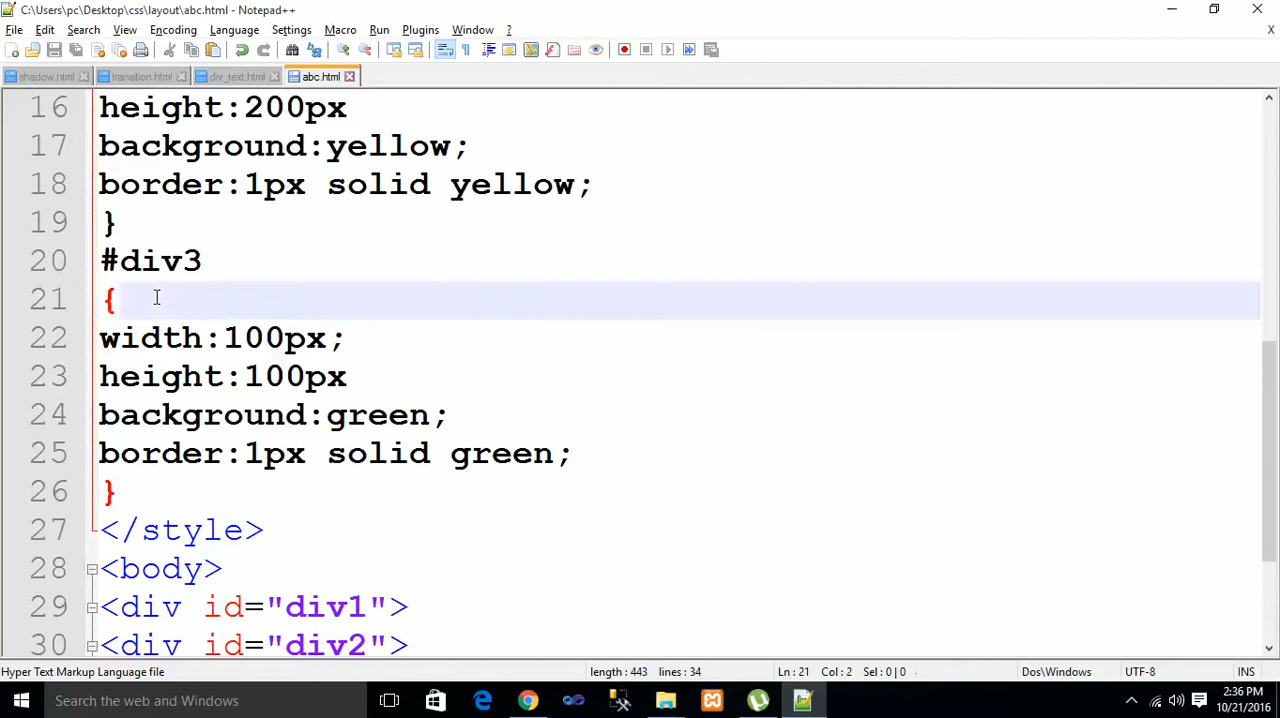 C:\Users\pc\Desktop\css\layout\abc.html - Notepad++
File Edit Search View Encoding Language Settings Macro Run Plugins Window ? X
shadow.html transition.html div_text.html abc.html
16 height:200px
17 background:yellow;
18 border:1px solid yellow;
19 }
20 #div3
21 {
22 width:100px;
23 height:100px
24 background:green;
25 border:1px solid green;
26 }
27 </style>
28 <body>
29 <div id="div1">
30 <div id="div2">
Hyper Text Markup Language file length : 443 lines : 34 Ln : 21 Col : 2 Sel : 0 | 0 Dos\Windows UTF-8 INS
Search the web and Windows 2:36 PM
10/21/2016